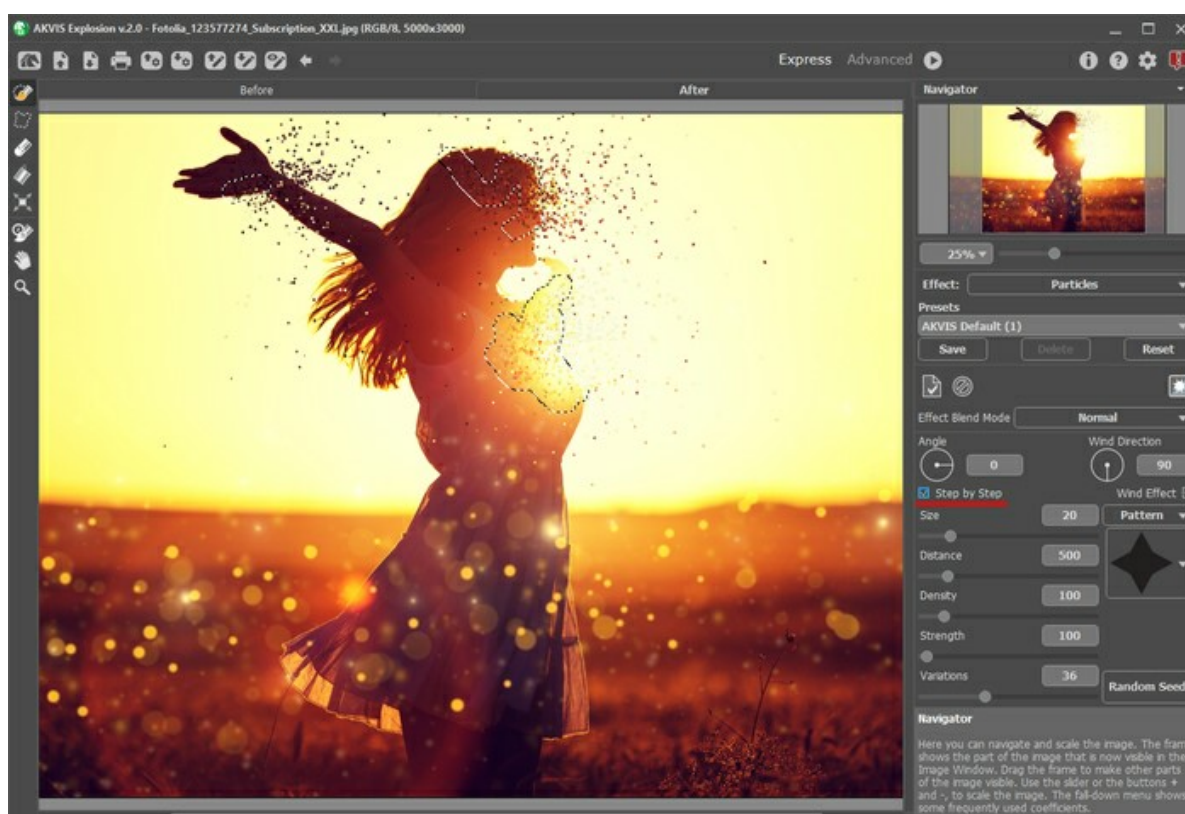 AKVIS Explosion v.2.0 - Fotolia_123577274_Subscription_XXL.jpg (RGB/8, 5000x3000)
Express Advanced
Before After
Navigator
25%
Effect: Particles
Presets
AKVIS Default (1)
Save Delete Reset
Effect Blend Mode Normal
Angle Wind Direction
0 90
Step by Step Wind Effect
Size 20 Pattern
Distance 500
Density 100
Strength 100
Variations 36 Random Seed
Navigator
Here you can navigate and scale the image. The fram
shows the part of the image that is now visible in the
Image Window. Drag the frame to make other parts
of the image visible. Use the slider or the buttons +
and -, to scale the image. The fall-down menu shows
some frequently used coefficients.